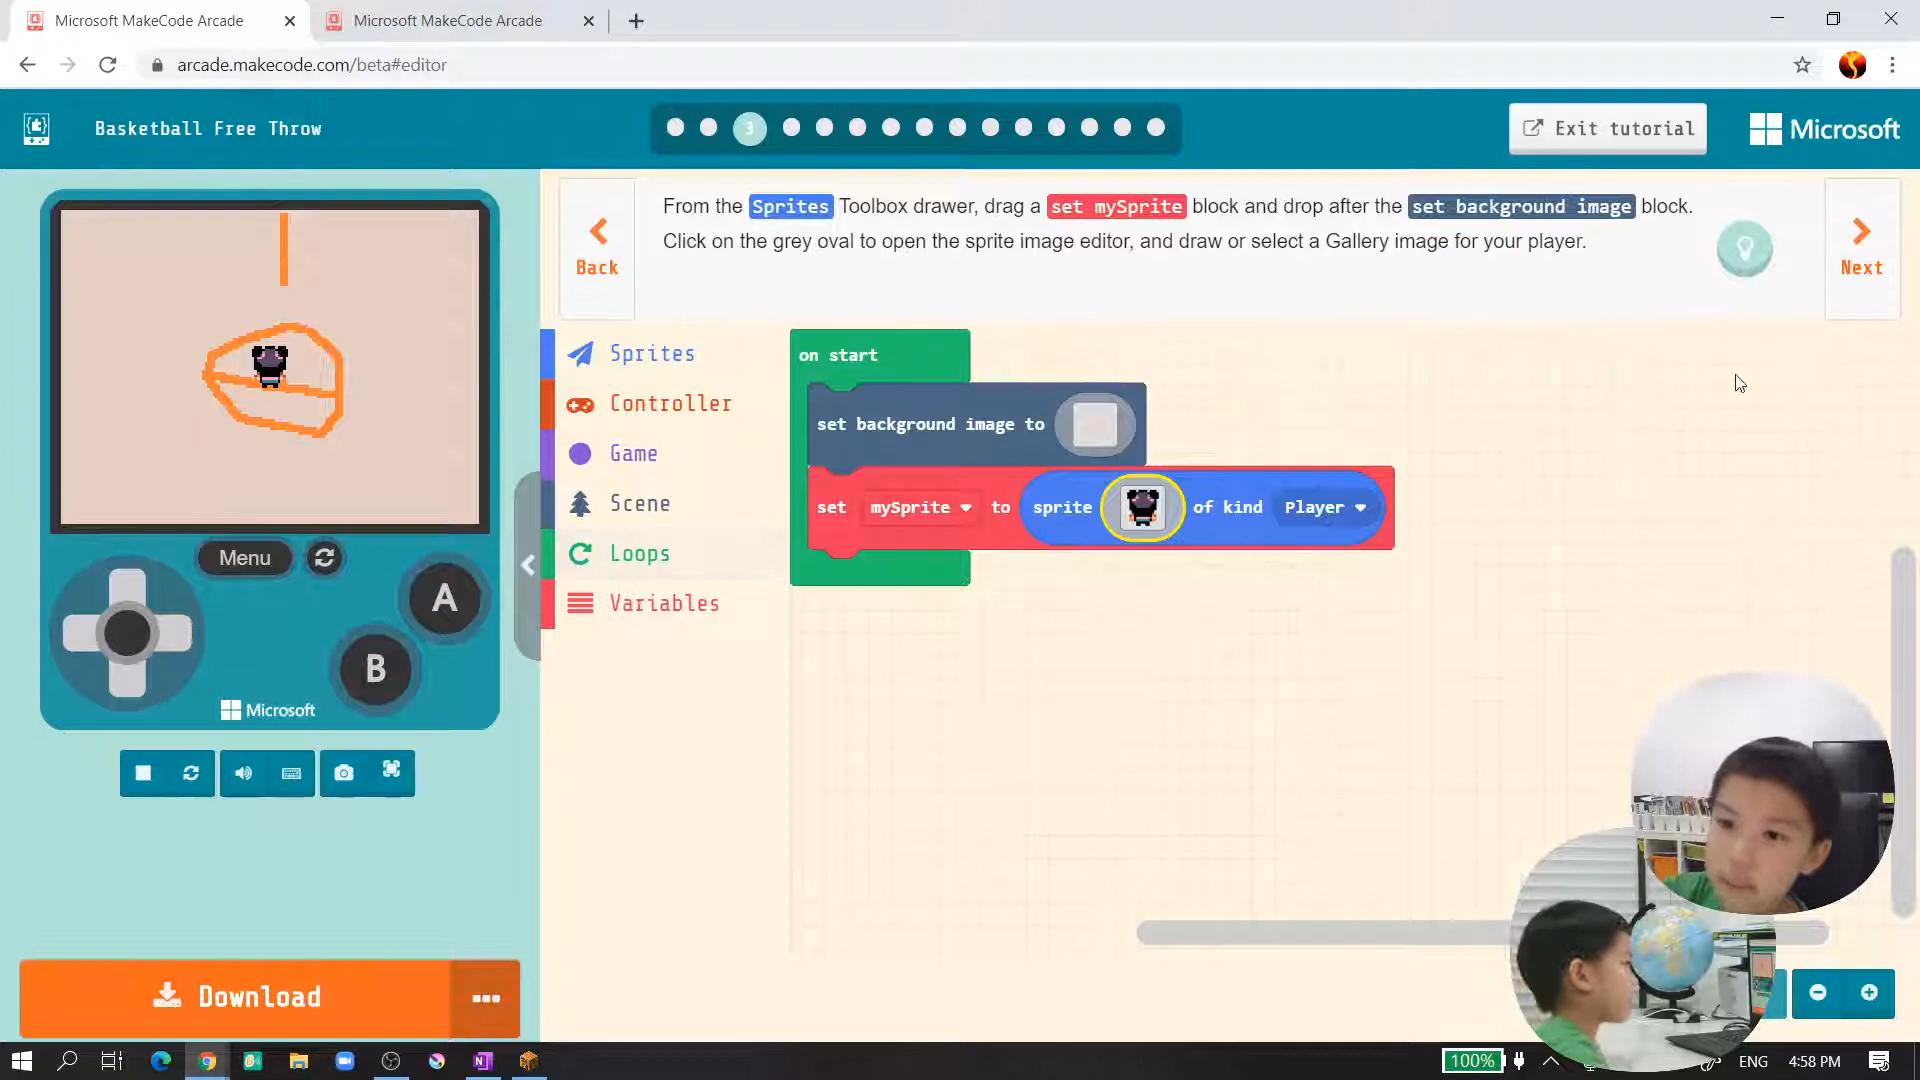 Microsoft MakeCode Arcade
Microsoft MakeCode Arcade
arcade.makecode.com/beta#editor
Basketball Free Throw
3
Exit tutorial
Microsoft
Back
From the Sprites Toolbox drawer, drag a set mySprite block and drop after the set background image block.
Click on the grey oval to open the sprite image editor, and draw or select a Gallery image for your player.
Next
Sprites
Controller
Game
Scene
Loops
Variables
on start
set background image to
set mySprite to sprite of kind Player
Menu
A
B
Microsoft
Download
100%
ENG
4:58 PM